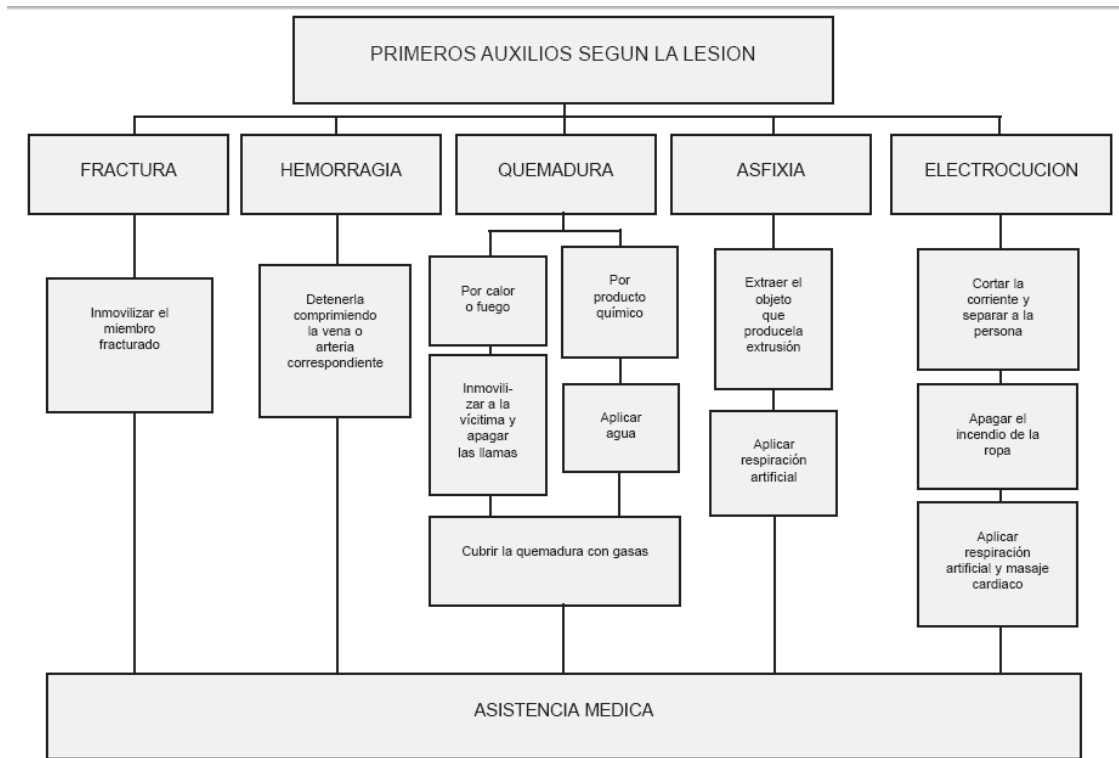 PRIMEROS AUXILIOS SEGUN LA LESION
FRACTURA
HEMORRAGIA
QUEMADURA
ASFIXIA
ELECTROCUCION
Inmovilizar el
miembro
fracturado
Detenerla
comprimiendo
la vena o
arteria
correspondiente
Por calor
o fuego
Inmovili-
zar a la
vícitima y
apagar
las llamas
Por
producto
químico
Aplicar
agua
Cubrir la quemadura con gasas
Extraer el
objeto
que
producela
extrusión
Aplicar
respiración
artificial
Cortar la
corriente y
separar a la
persona
Apagar el
incendio de la
ropa
Aplicar
respiración
artificial y masaje
cardiaco
ASISTENCIA MEDICA